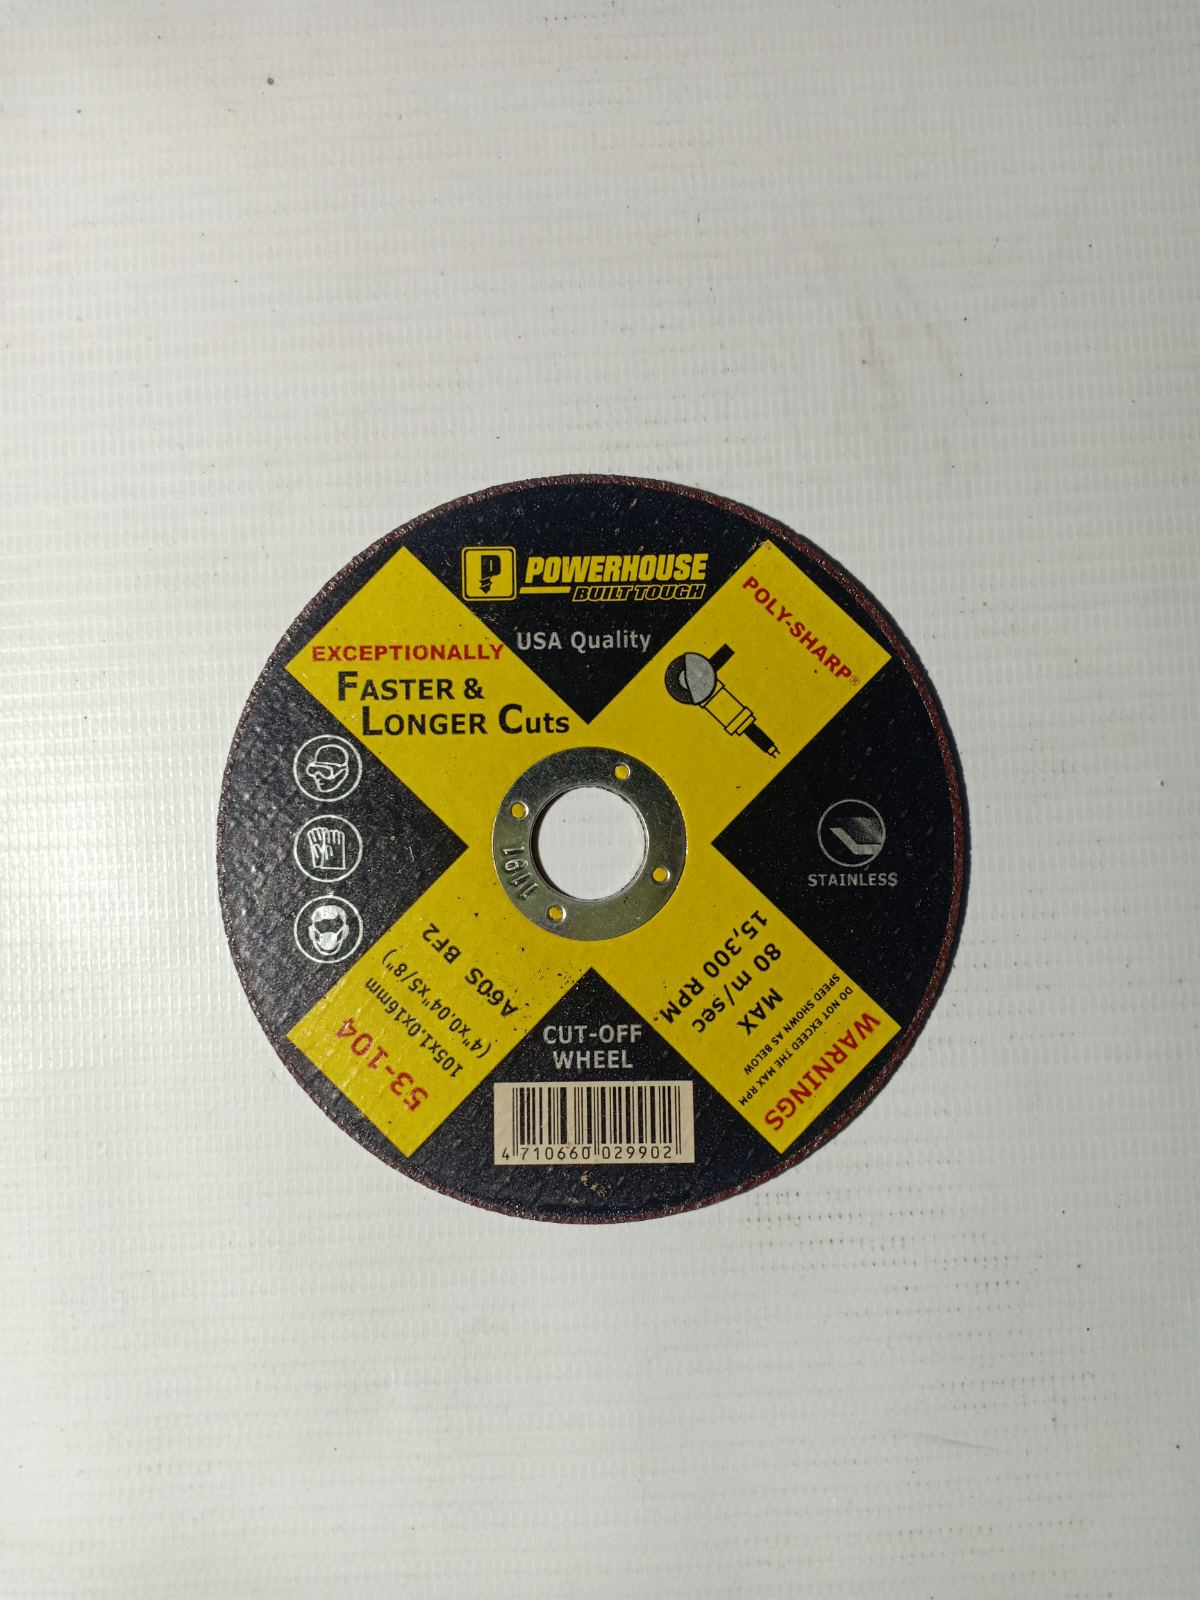 P POWERHOUSE
BUILT TOUGH
USA Quality
EXCEPTIONALLY
FASTER &
LONGER Cuts
POLY-SHARP®
STAINLESS
WARNINGS
DO NOT EXCEED THE MAX RPM
SPEED SHOWN AS BELOW
MAX
80 m/sec
15,300 RPM
A60S BF2
105x1.0x16mm
(4"x0.04"x5/8")
53-104
CUT-OFF
WHEEL
4 710660 029902